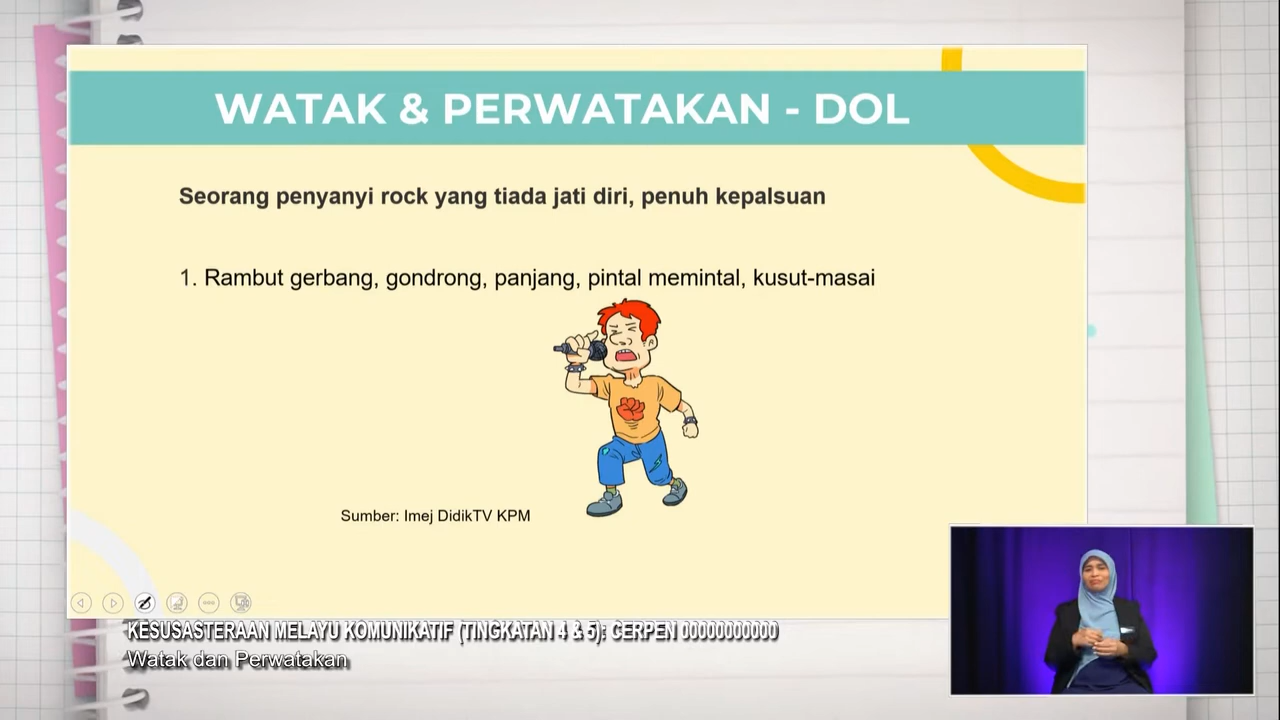 WATAK & PERWATAKAN - DOL
Seorang penyanyi rock yang tiada jati diri, penuh kepalsuan
1. Rambut gerbang, gondrong, panjang, pintal memintal, kusut-masai
Sumber: Imej DidikTV KPM
KESUSASTERAAN MELAYU KOMUNIKATIF (TINGKATAN 4 & 5): CERPEN 00000000000
Watak dan Perwatakan